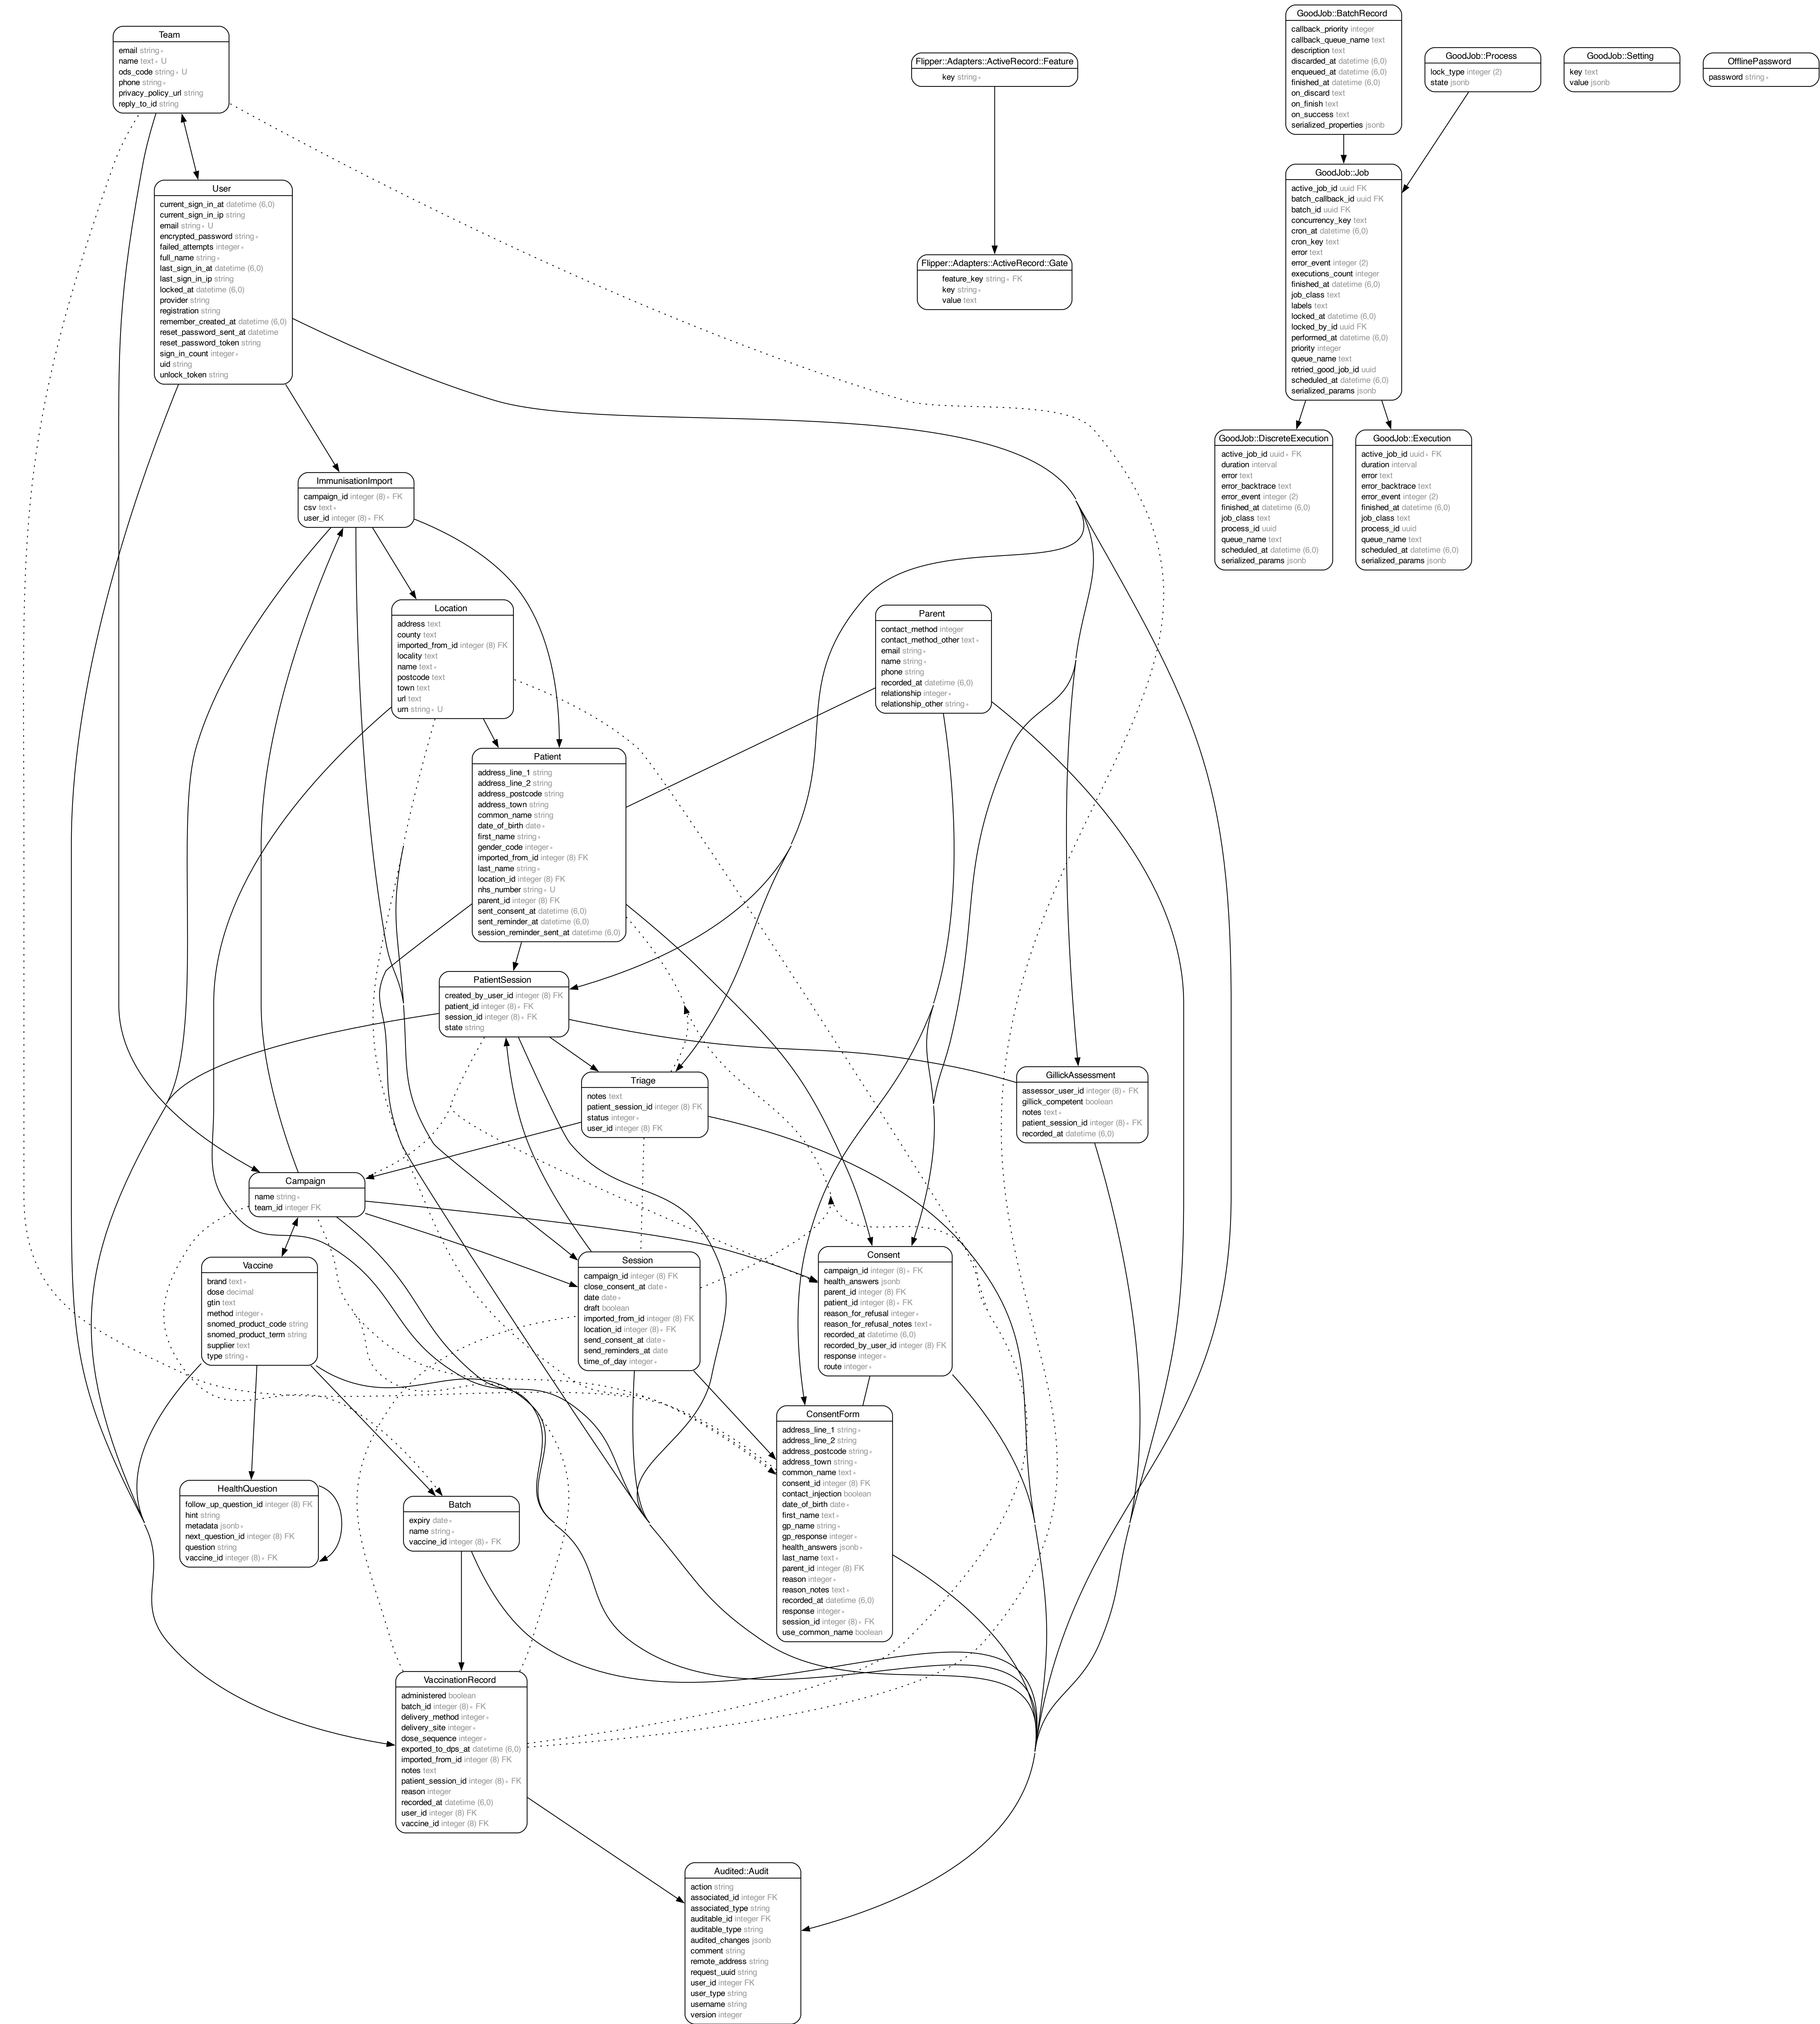 Team
email string ∗
name text ∗ U
ods_code string ∗ U
phone string ∗
privacy_policy_url string
reply_to_id string
User
current_sign_in_at datetime (6,0)
current_sign_in_ip string
email string ∗ U
encrypted_password string ∗
failed_attempts integer ∗
full_name string ∗
last_sign_in_at datetime (6,0)
last_sign_in_ip string
locked_at datetime (6,0)
provider string
registration string
remember_created_at datetime (6,0)
reset_password_sent_at datetime
reset_password_token string
sign_in_count integer ∗
uid string
unlock_token string
Flipper::Adapters::ActiveRecord::Feature
key string ∗
Flipper::Adapters::ActiveRecord::Gate
feature_key string ∗ FK
key string ∗
value text
GoodJob::BatchRecord
callback_priority integer
callback_queue_name text
description text
discarded_at datetime (6,0)
enqueued_at datetime (6,0)
finished_at datetime (6,0)
on_discard text
on_finish text
on_success text
serialized_properties jsonb
GoodJob::Process
lock_type integer (2)
state jsonb
GoodJob::Setting
key text
value jsonb
OfflinePassword
password string ∗
GoodJob::Job
active_job_id uuid FK
batch_callback_id uuid FK
batch_id uuid FK
concurrency_key text
cron_at datetime (6,0)
cron_key text
error text
error_event integer (2)
executions_count integer
finished_at datetime (6,0)
job_class text
labels text
locked_at datetime (6,0)
locked_by_id uuid FK
performed_at datetime (6,0)
priority integer
queue_name text
retried_good_job_id uuid
scheduled_at datetime (6,0)
serialized_params jsonb
GoodJob::DiscreteExecution
active_job_id uuid ∗ FK
duration interval
error text
error_backtrace text
error_event integer (2)
finished_at datetime (6,0)
job_class text
process_id uuid
queue_name text
scheduled_at datetime (6,0)
serialized_params jsonb
GoodJob::Execution
active_job_id uuid ∗ FK
duration interval
error text
error_backtrace text
error_event integer (2)
finished_at datetime (6,0)
job_class text
process_id uuid
queue_name text
scheduled_at datetime (6,0)
serialized_params jsonb
ImmunisationImport
campaign_id integer (8) ∗ FK
csv text ∗
user_id integer (8) ∗ FK
Location
address text
county text
imported_from_id integer (8) FK
locality text
name text ∗
postcode text
town text
url text
urn string ∗ U
Parent
contact_method integer
contact_method_other text ∗
email string ∗
name string ∗
phone string
recorded_at datetime (6,0)
relationship integer ∗
relationship_other string ∗
Patient
address_line_1 string
address_line_2 string
address_postcode string
address_town string
common_name string
date_of_birth date ∗
first_name string ∗
gender_code integer ∗
imported_from_id integer (8) FK
last_name string ∗
location_id integer (8) FK
nhs_number string ∗ U
parent_id integer (8) FK
sent_consent_at datetime (6,0)
sent_reminder_at datetime (6,0)
session_reminder_sent_at datetime (6,0)
PatientSession
created_by_user_id integer (8) FK
patient_id integer (8) ∗ FK
session_id integer (8) ∗ FK
state string
Triage
notes text
patient_session_id integer (8) FK
status integer ∗
user_id integer (8) FK
GillickAssessment
assessor_user_id integer (8) ∗ FK
gillick_competent boolean
notes text ∗
patient_session_id integer (8) ∗ FK
recorded_at datetime (6,0)
Campaign
name string ∗
team_id integer FK
Vaccine
brand text ∗
dose decimal
gtin text
method integer ∗
snomed_product_code string
snomed_product_term string
supplier text
type string ∗
Session
campaign_id integer (8) FK
close_consent_at date ∗
date date ∗
draft boolean
imported_from_id integer (8) FK
location_id integer (8) ∗ FK
send_consent_at date ∗
send_reminders_at date
time_of_day integer ∗
Consent
campaign_id integer (8) ∗ FK
health_answers jsonb
parent_id integer (8) FK
patient_id integer (8) ∗ FK
reason_for_refusal integer ∗
reason_for_refusal_notes text ∗
recorded_at datetime (6,0)
recorded_by_user_id integer (8) FK
response integer ∗
route integer ∗
ConsentForm
address_line_1 string ∗
address_line_2 string
address_postcode string ∗
address_town string ∗
common_name text ∗
consent_id integer (8) FK
contact_injection boolean
date_of_birth date ∗
first_name text ∗
gp_name string ∗
gp_response integer ∗
health_answers jsonb ∗
last_name text ∗
parent_id integer (8) FK
reason integer ∗
reason_notes text ∗
recorded_at datetime (6,0)
response integer ∗
session_id integer (8) ∗ FK
use_common_name boolean
HealthQuestion
follow_up_question_id integer (8) FK
hint string
metadata jsonb ∗
next_question_id integer (8) FK
question string
vaccine_id integer (8) ∗ FK
Batch
expiry date ∗
name string ∗
vaccine_id integer (8) ∗ FK
VaccinationRecord
administered boolean
batch_id integer (8) ∗ FK
delivery_method integer ∗
delivery_site integer ∗
dose_sequence integer ∗
exported_to_dps_at datetime (6,0)
imported_from_id integer (8) FK
notes text
patient_session_id integer (8) ∗ FK
reason integer
recorded_at datetime (6,0)
user_id integer (8) FK
vaccine_id integer (8) FK
Audited::Audit
action string
associated_id integer FK
associated_type string
auditable_id integer FK
auditable_type string
audited_changes jsonb
comment string
remote_address string
request_uuid string
user_id integer FK
user_type string
username string
version integer